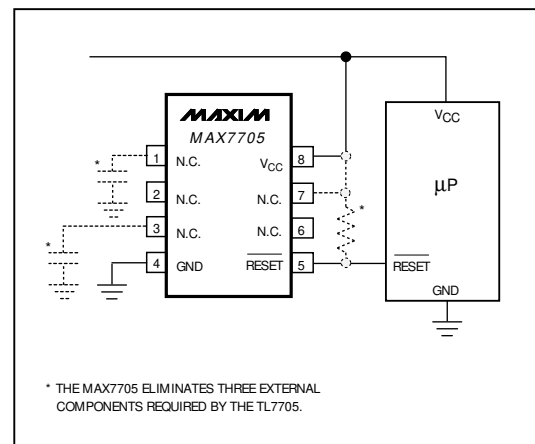 MAXIM
MAX7705
*
1 N.C. VCC 8
2 N.C. N.C. 7
*
3 N.C. N.C. 6
*
4 GND RESET 5
VCC
μP
RESET
GND
* THE MAX7705 ELIMINATES THREE EXTERNAL
COMPONENTS REQUIRED BY THE TL7705.